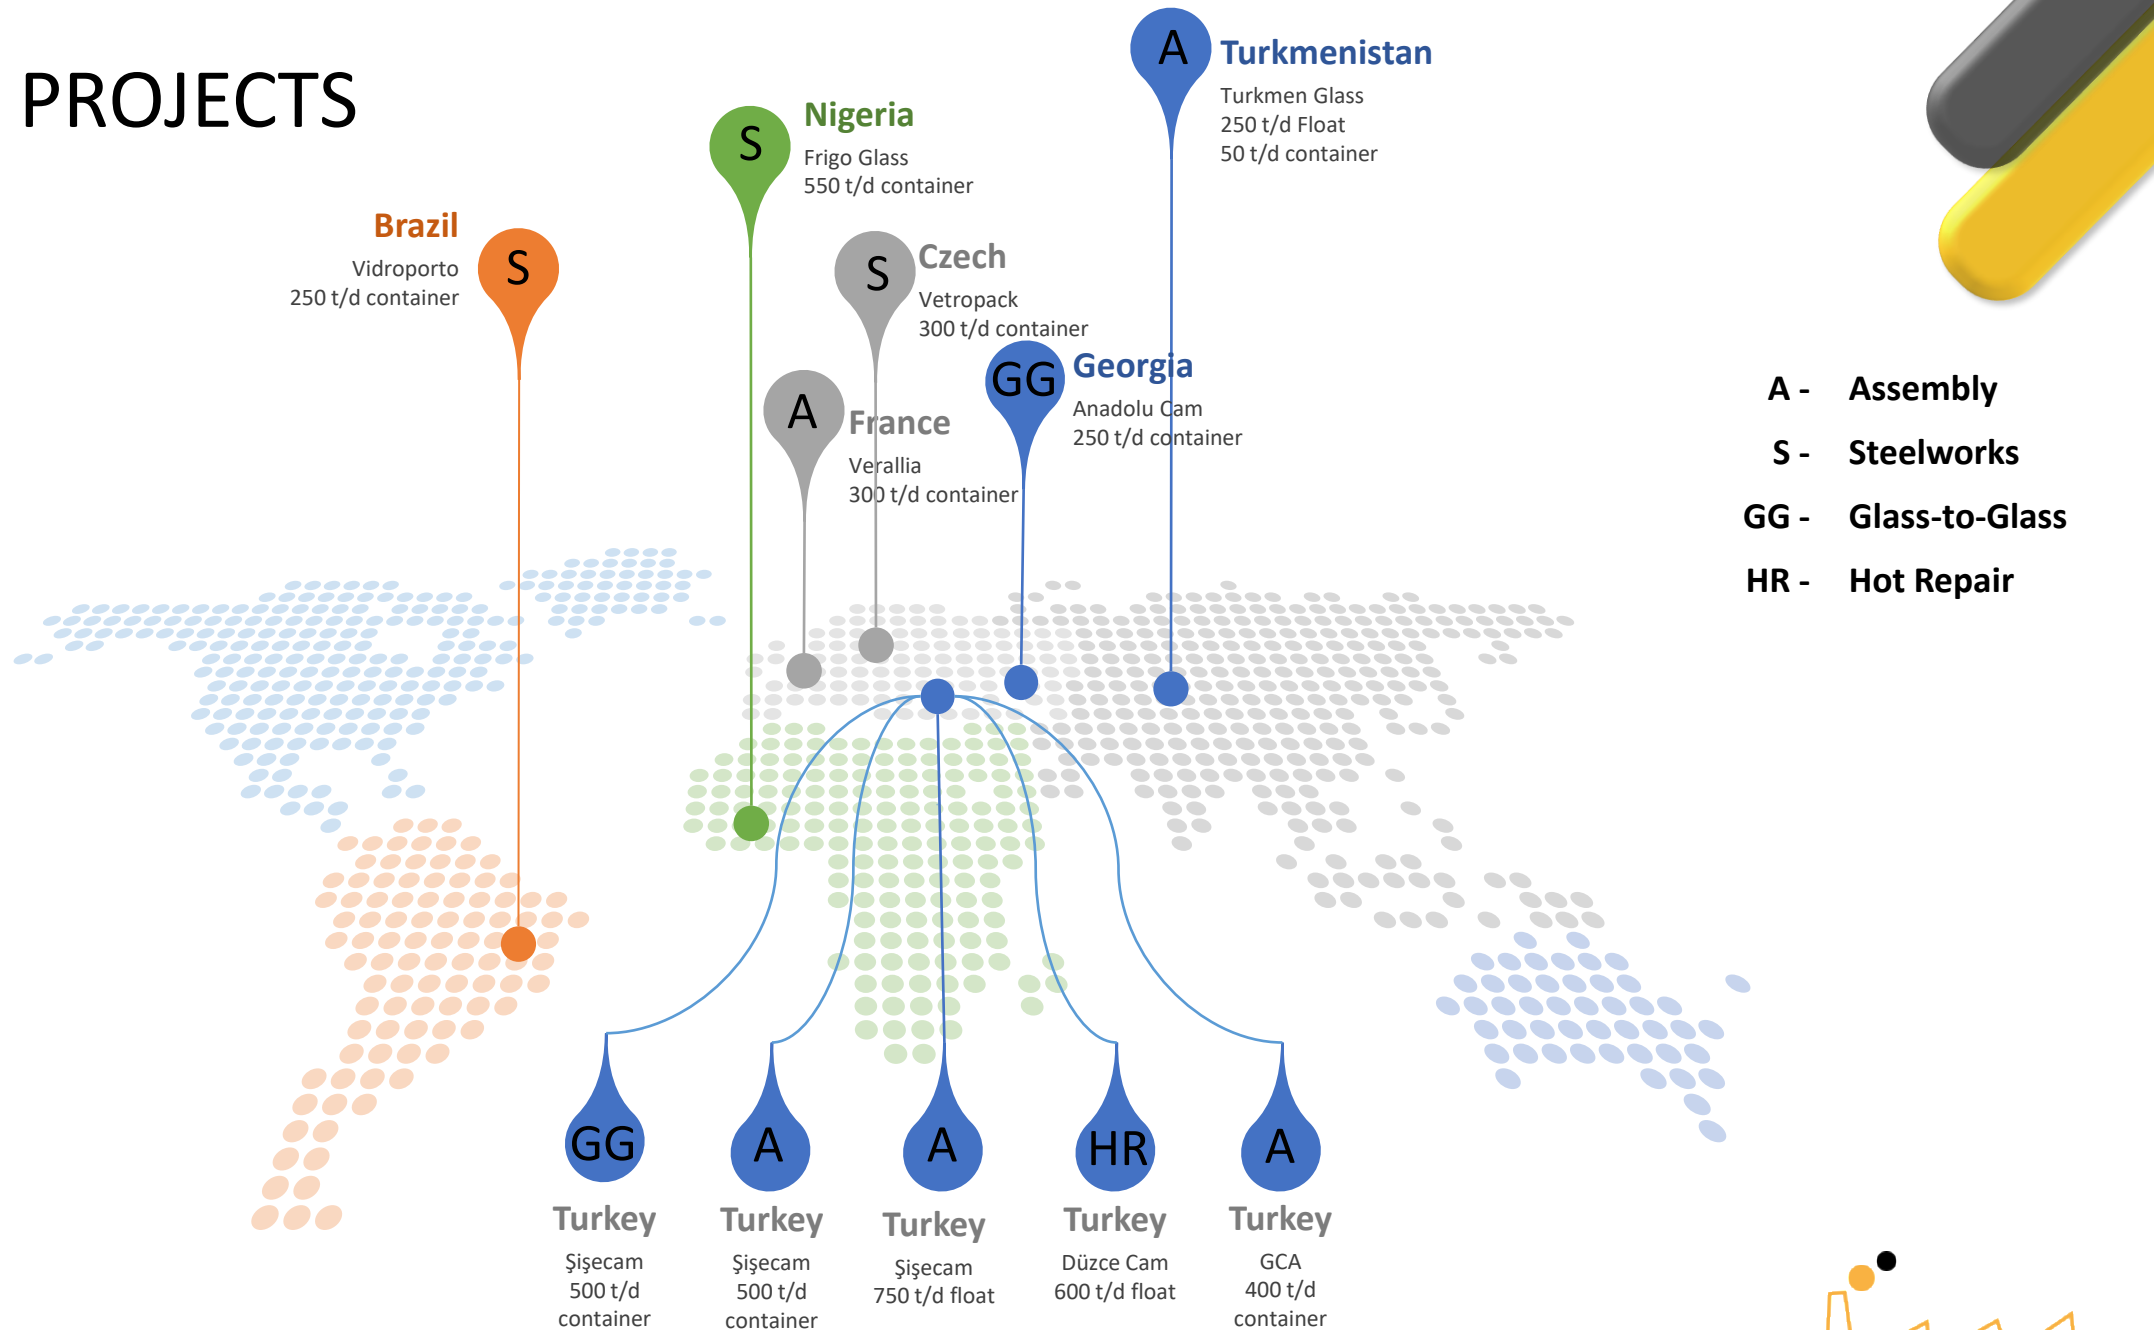 PROJECTS
A
Turkmenistan
Turkmen Glass
250 t/d Float
50 t/d container
S
Nigeria
Frigo Glass
550 t/d container
Brazil
Vidroporto
250 t/d container
S
S
Czech
Vetropack
300 t/d container
GG
Georgia
Anadolu Cam
250 t/d container
A
France
Verallia
300 t/d container
A - Assembly
S - Steelworks
GG - Glass-to-Glass
HR - Hot Repair
GG
Turkey
Şişecam
500 t/d
container
A
Turkey
Şişecam
500 t/d
container
A
Turkey
Şişecam
750 t/d float
HR
Turkey
Düzce Cam
600 t/d float
A
Turkey
GCA
400 t/d
container